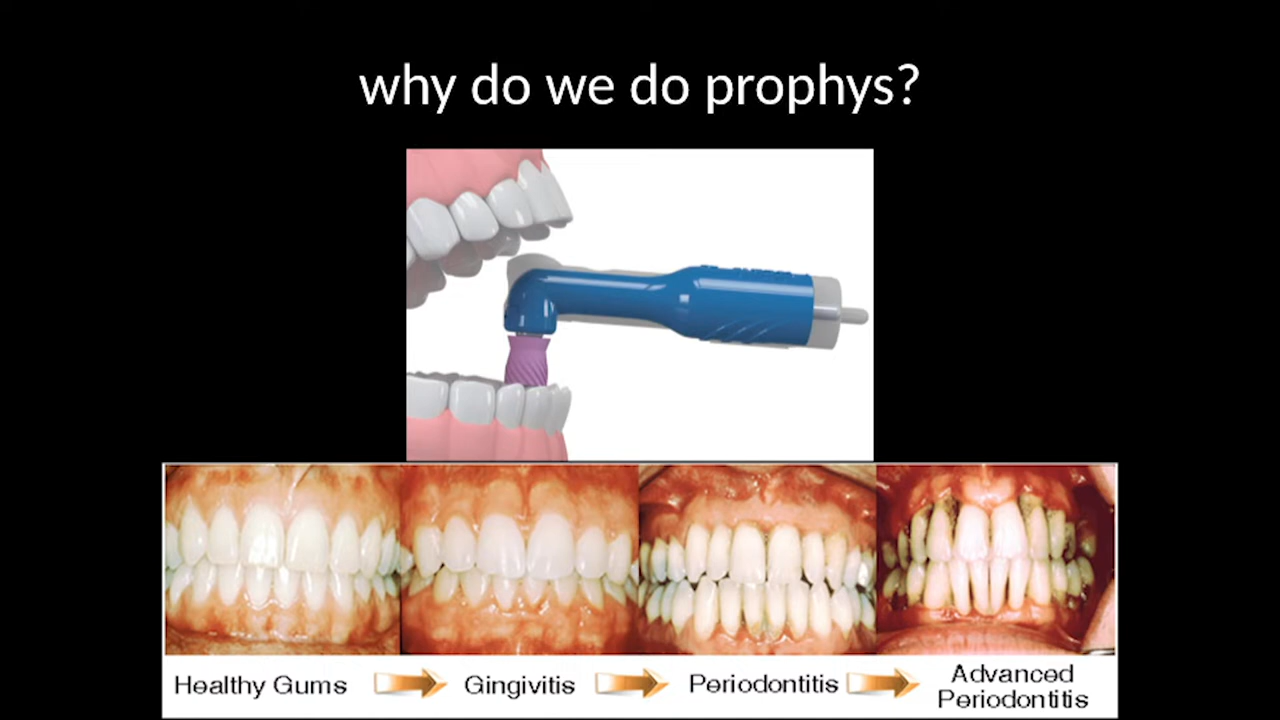 why do we do prophys?
Healthy Gums
Gingivitis
Periodontitis
Advanced
Periodontitis